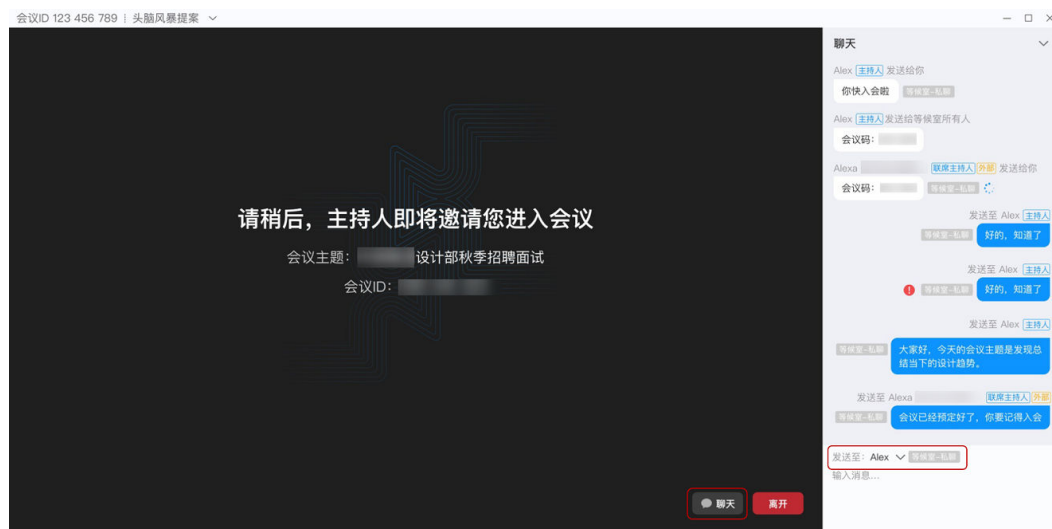 会议ID 123 456 789 | 头脑风暴提案
请稍后，主持人即将邀请您进入会议
会议主题： 设计部秋季招聘面试
会议ID：
聊天 离开
聊天
Alex 主持人 发送给你
你快入会啦 等候室-私聊
Alex 主持人 发送给等候室所有人
会议码：
Alexa 联席主持人 外部 发送给你
会议码： 等候室-私聊
发送至 Alex 主持人
等候室-私聊 好的，知道了
发送至 Alex 主持人
等候室-私聊 好的，知道了
发送至 Alex 主持人
等候室-私聊 大家好，今天的会议主题是发现总
结当下的设计趋势。
发送至 Alexa 联席主持人 外部
等候室-私聊 会议已经预定好了，你要记得入会
发送至： Alex 等候室-私聊
输入消息...